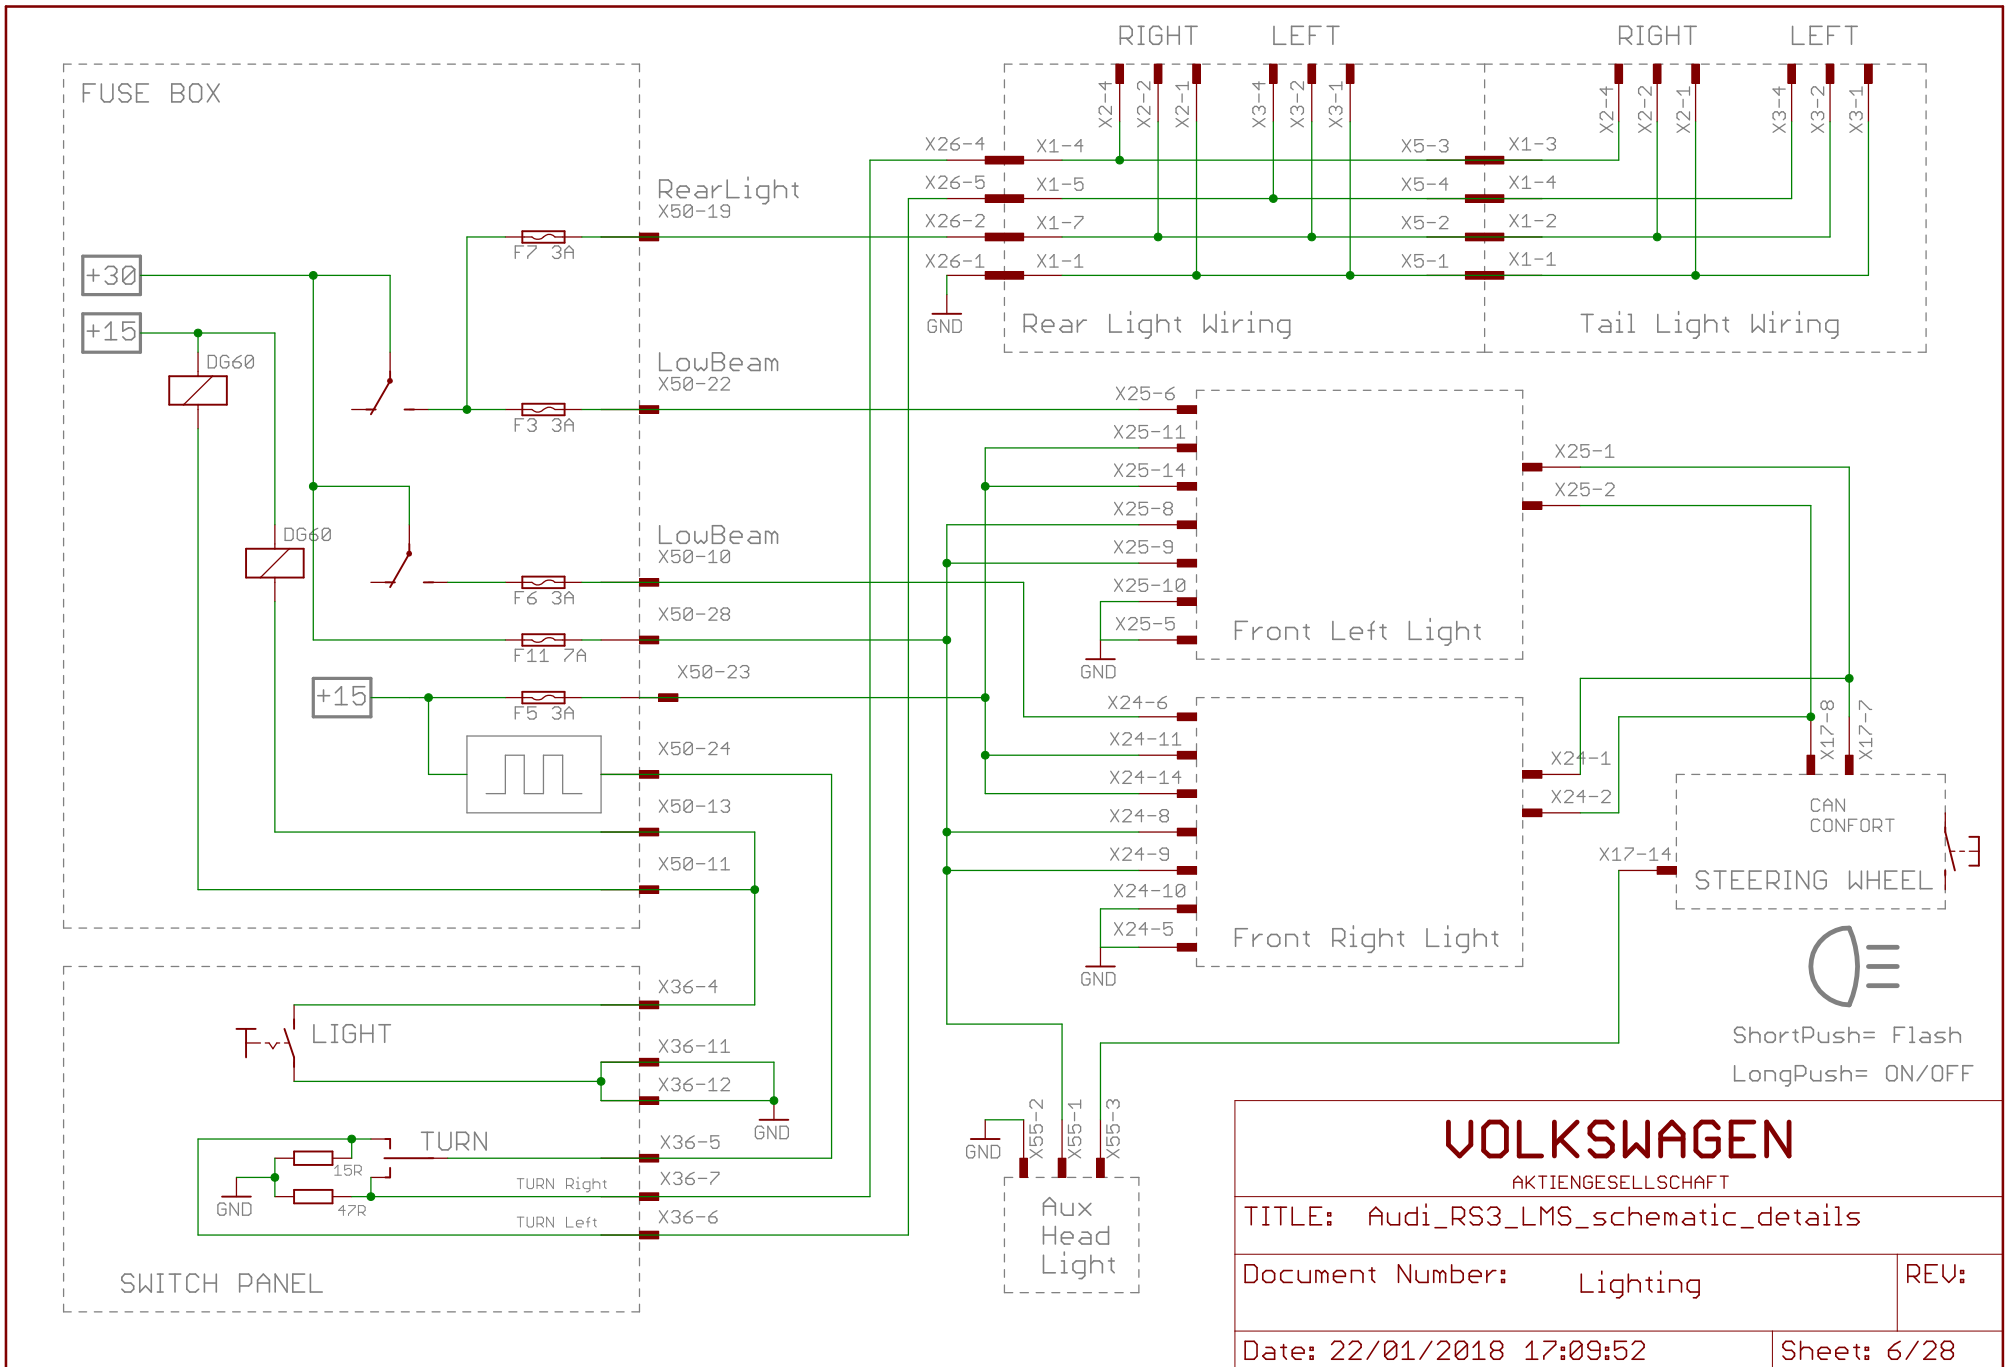 RIGHT LEFT RIGHT LEFT
FUSE BOX
X2-4 X2-2 X2-1 X3-4 X3-2 X3-1
X2-4 X2-2 X2-1 X3-4 X3-2 X3-1
X26-4 X1-4 X5-3 X1-3
X26-5 X1-5 X5-4 X1-4
X26-2 X1-7 X5-2 X1-2
X26-1 X1-1 X5-1 X1-1
GND
Rear Light Wiring
Tail Light Wiring
RearLight
X50-19
F7 3A
+30
+15
DG60
LowBeam
X50-22
F3 3A
DG60
LowBeam
X50-10
F6 3A
X50-28
F11 7A
X50-23
+15
F5 3A
X50-24
X50-13
X50-11
X25-6
X25-11
X25-14
X25-8
X25-9
X25-10
X25-5
GND
X25-1
X25-2
Front Left Light
X24-6
X24-11
X24-14
X24-8
X24-9
X24-10
X24-5
GND
X24-1
X24-2
Front Right Light
X17-8 X17-7
CAN
CONFORT
X17-14
STEERING WHEEL
ShortPush= Flash
LongPush= ON/OFF
X36-4
LIGHT
X36-11
X36-12
GND
TURN
X36-5
15R
TURN Right
X36-7
GND
47R
TURN Left
X36-6
SWITCH PANEL
GND
X55-2 X55-1 X55-3
Aux
Head
Light
VOLKSWAGEN
AKTIENGESELLSCHAFT
TITLE: Audi_RS3_LMS_schematic_details
Document Number: Lighting
REV:
Date: 22/01/2018 17:09:52
Sheet: 6/28